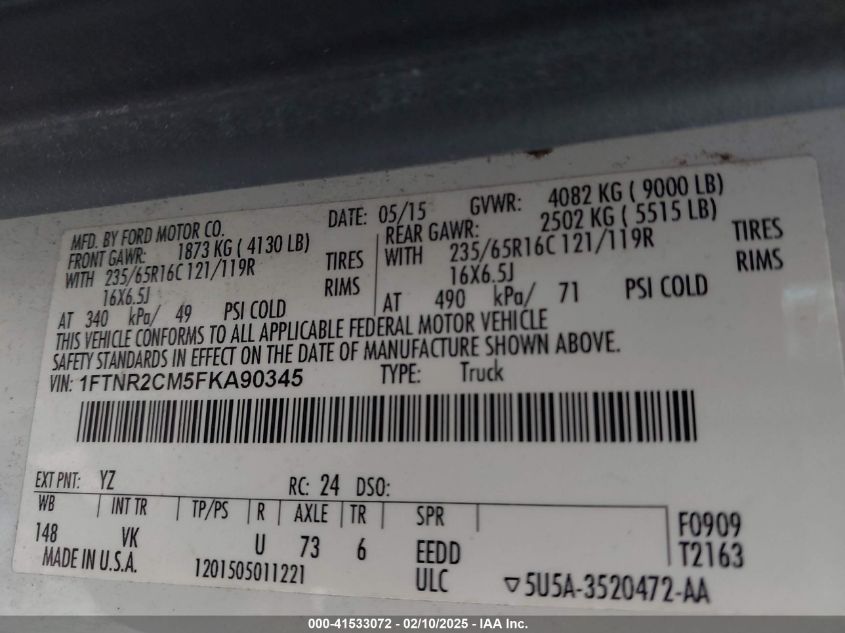 MFD. BY FORD MOTOR CO.
DATE: 05/15 GVWR: 4082 KG ( 9000 LB)
FRONT GAWR: 1873 KG ( 4130 LB)
REAR GAWR: 2502 KG ( 5515 LB)
WITH 235/65R16C 121/119R TIRES
WITH 235/65R16C 121/119R TIRES
16X6.5J RIMS
16X6.5J RIMS
AT 340 kPa/ 49 PSI COLD
AT 490 kPa/ 71 PSI COLD
THIS VEHICLE CONFORMS TO ALL APPLICABLE FEDERAL MOTOR VEHICLE
SAFETY STANDARDS IN EFFECT ON THE DATE OF MANUFACTURE SHOWN ABOVE.
VIN: 1FTNR2CM5FKA90345 TYPE: Truck
EXT PNT: YZ RC: 24 DSO:
WB INT TR TP/PS R AXLE TR SPR
148 VK U 73 6 EEDD
F0909
T2163
MADE IN U.S.A. 1201505011221 ULC ▽5U5A-3520472-AA
000-41533072 - 02/10/2025 - IAA Inc.